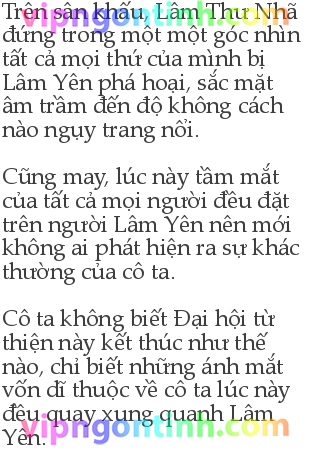 Trên sân khấu, Lâm Thư Nhã
vipngontinh.com
đứng trong một một góc nhìn
tất cả mọi thứ của mình bị
Lâm Yên phá hoại, sắc mặt
âm trầm đến độ không cách
nào ngụy trang nổi.
Cũng may, lúc này tầm mắt
của tất cả mọi người đều đặt
trên người Lâm Yên nên mới
không ai phát hiện ra sự khác
thường của cô ta.
Cô ta không biết Đại hội từ
thiện này kết thúc như thế
nào, chỉ biết những ánh mắt
vốn dĩ thuộc về cô ta lúc này
đều quay xung quanh Lâm
Yên.
vipngontinh.com